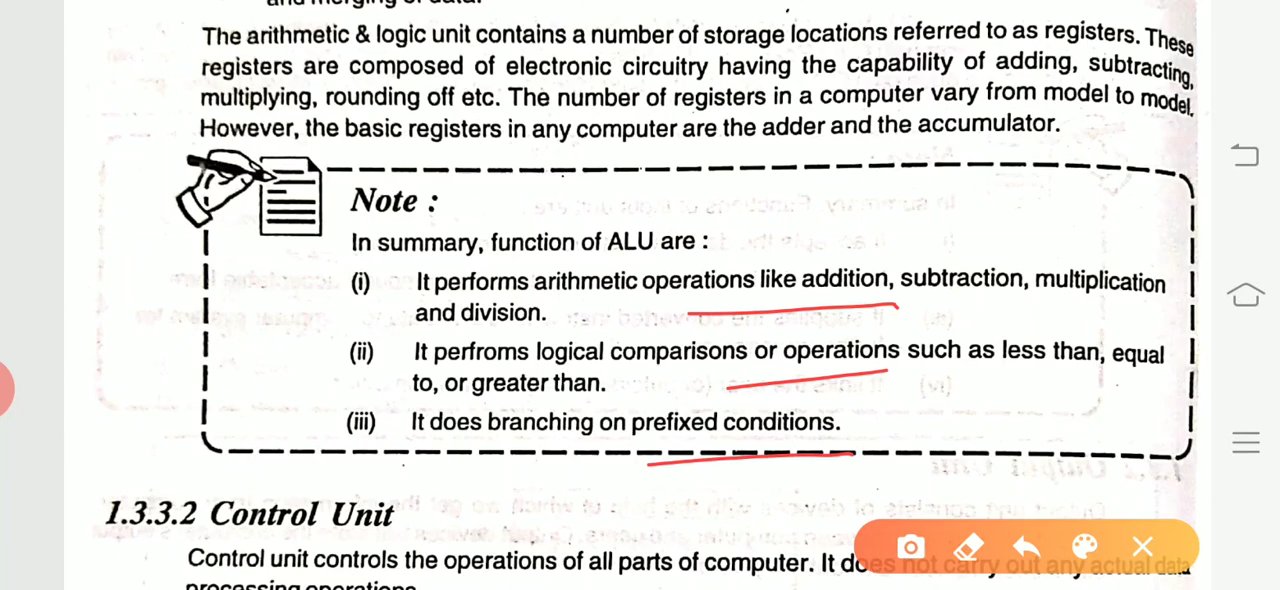 and merging of data.
The arithmetic & logic unit contains a number of storage locations referred to as registers. These
registers are composed of electronic circuitry having the capability of adding, subtracting,
multiplying, rounding off etc. The number of registers in a computer vary from model to model.
However, the basic registers in any computer are the adder and the accumulator.
Note :
In summary, function of ALU are :
(i) It performs arithmetic operations like addition, subtraction, multiplication
and division.
(ii) It perfroms logical comparisons or operations such as less than, equal
to, or greater than.
(iii) It does branching on prefixed conditions.
1.3.3.2 Control Unit
Control unit controls the operations of all parts of computer. It does not carry out any actual data
processing operations.